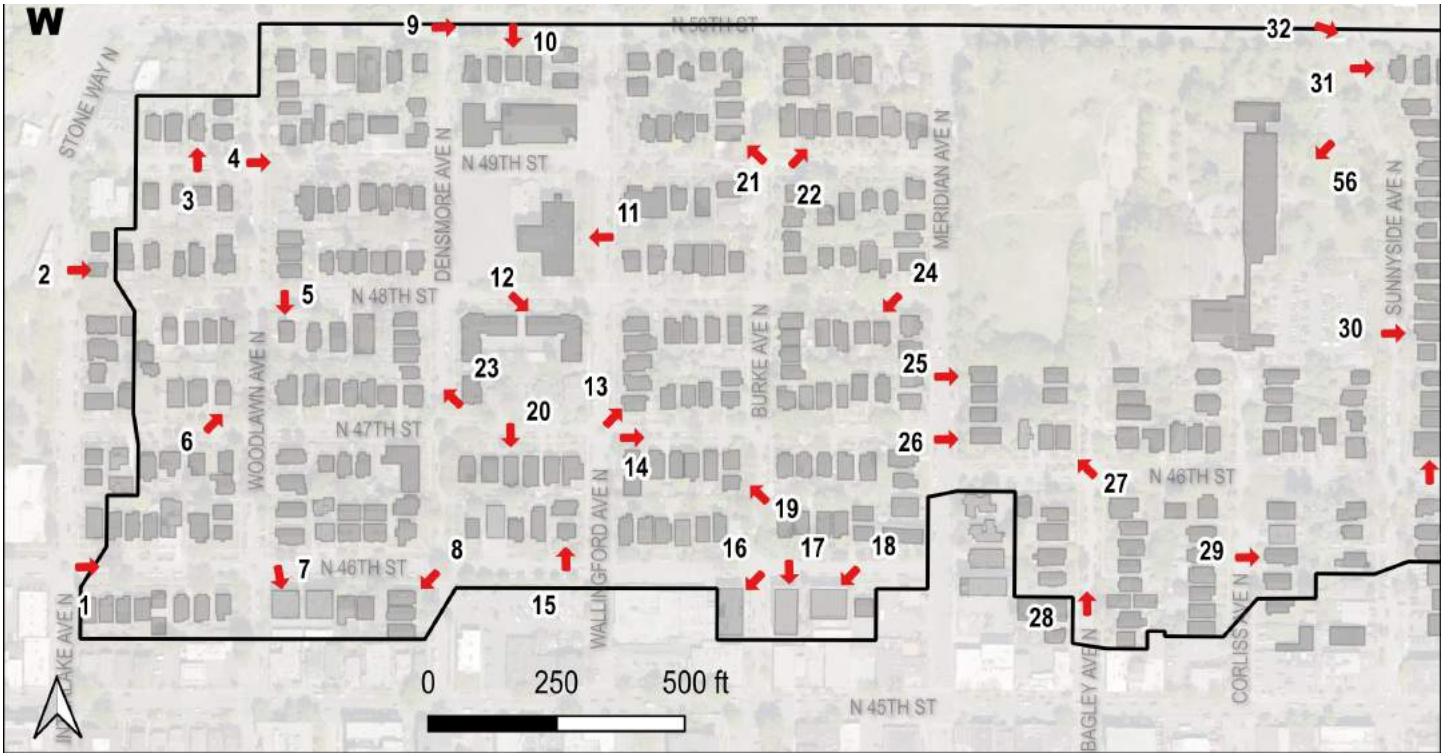 W
9
10
N 50TH ST
32
31
STONE WAY N
3
4
DENSMORE AVE N
N 49TH ST
21
22
MERIDIAN AVE N
56
SUNNYSIDE AVE N
2
11
5
N 48TH ST
12
24
30
WOODLAWN AVE N
23
13
BURKE AVE N
25
6
N 47TH ST
20
14
26
WALLINGFORD AVE N
19
27
N 46TH ST
1
7
N 46TH ST
8
15
16
17
18
28
29
CORLISS AVE N
BAGLEY AVE N
0
250
500 ft
N 45TH ST